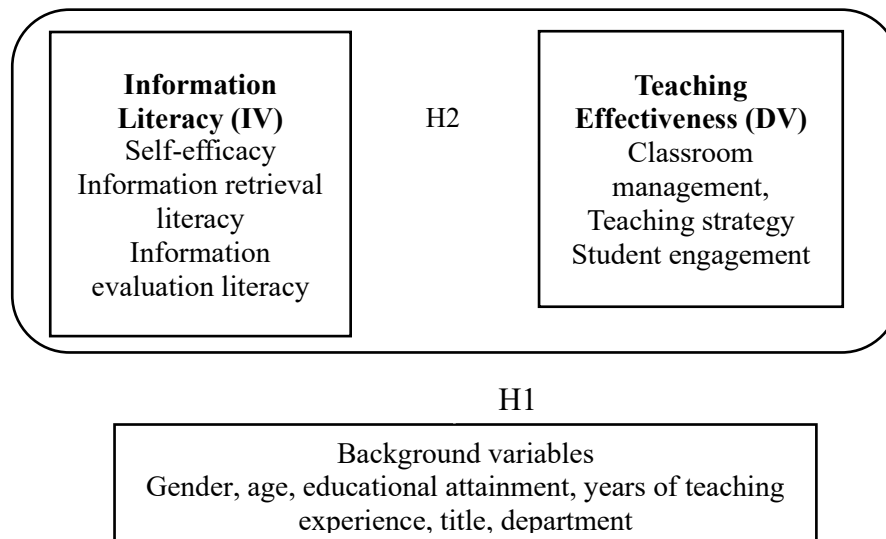 Information
Literacy (IV)
Self-efficacy
Information retrieval
literacy
Information
evaluation literacy
H2
Teaching
Effectiveness (DV)
Classroom
management,
Teaching strategy
Student engagement
H1
Background variables
Gender, age, educational attainment, years of teaching
experience, title, department